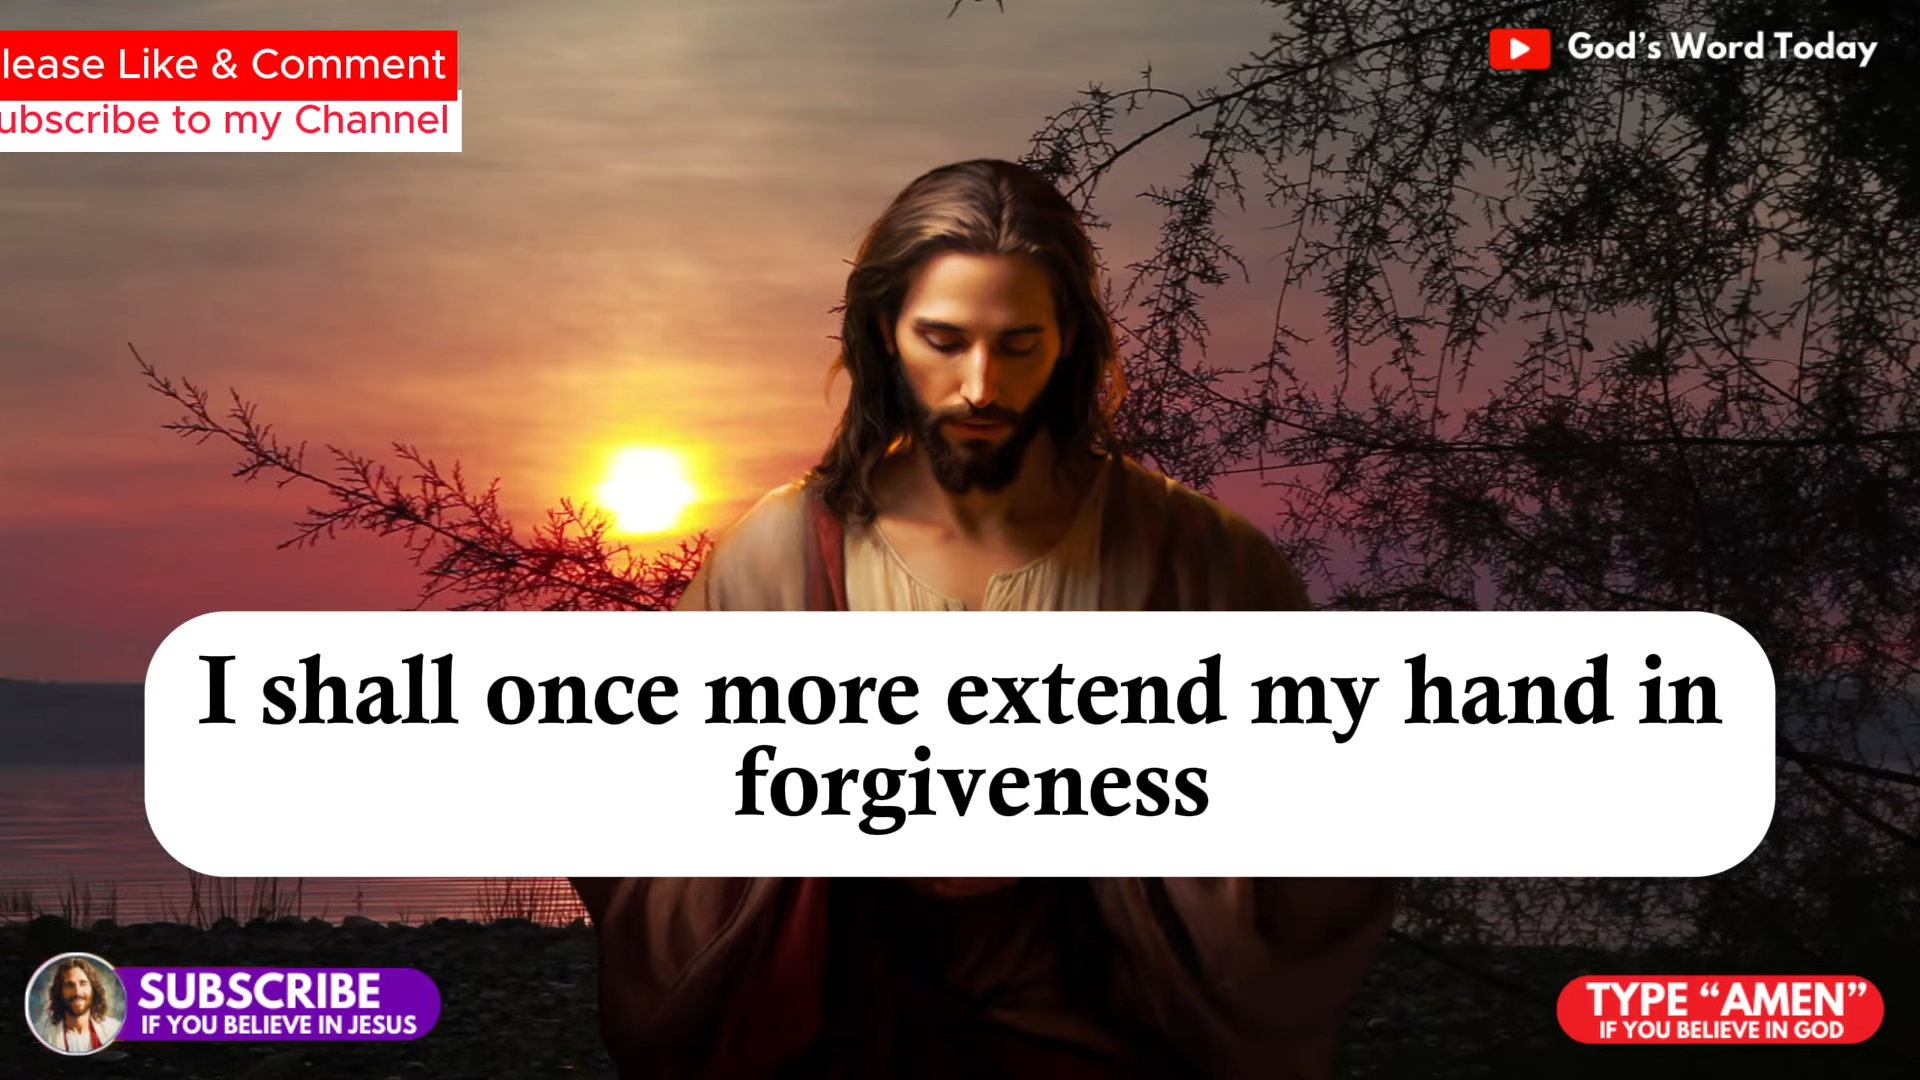 lease Like & Comment
ubscribe to my Channel
God's Word Today
I shall once more extend my hand in
forgiveness
SUBSCRIBE
IF YOU BELIEVE IN JESUS
TYPE “AMEN”
IF YOU BELIEVE IN GOD